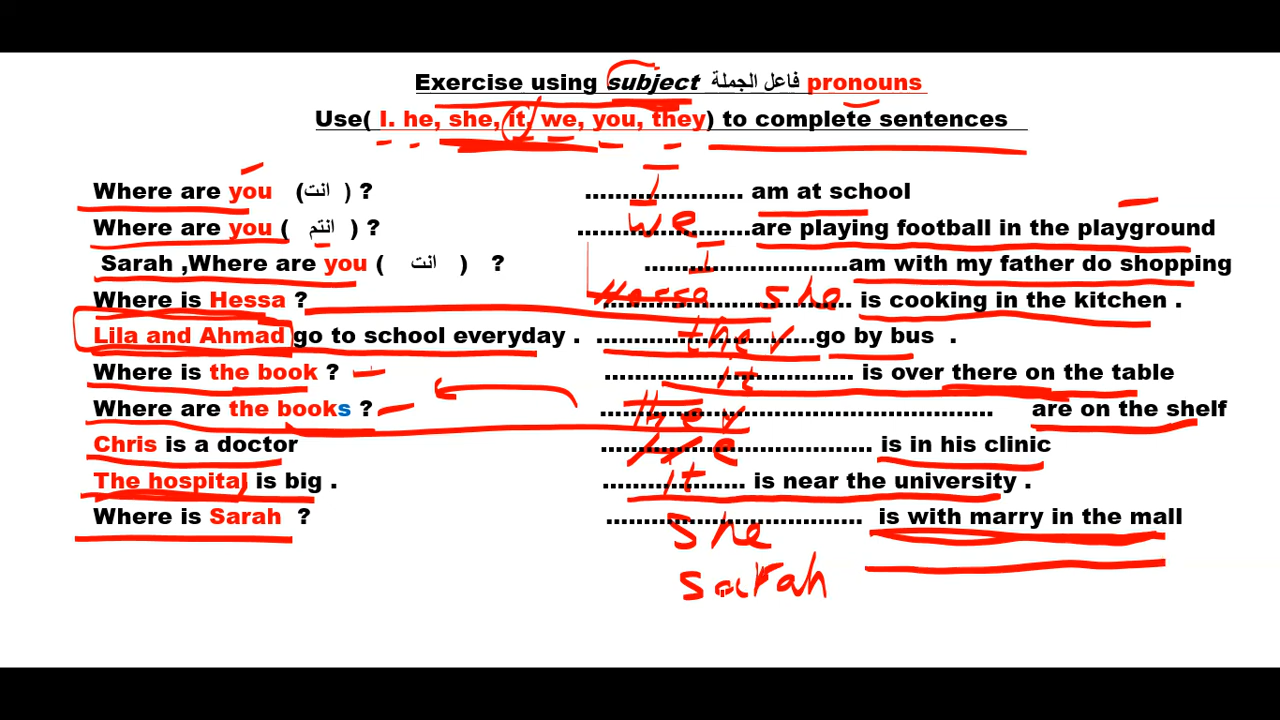 Exercise using subject فاعل الجملة pronouns
Use( I. he, she, it, we, you, they) to complete sentences
Where are you (انت ) ? ..................... I am at school
Where are you ( انتم ) ? ....................... we are playing football in the playground
Sarah ,Where are you ( انت ) ? ........................... I am with my father do shopping
Where is Hessa ? ................................. Hessa she is cooking in the kitchen .
Lila and Ahmad go to school everyday . ............................. they go by bus .
Where is the book ? ................................. it is over there on the table
Where are the books ? .................................................... they are on the shelf
Chris is a doctor .................................... He is in his clinic
The hospital is big . ................... it is near the university .
Where is Sarah ? .................................. she is with marry in the mall
sarah